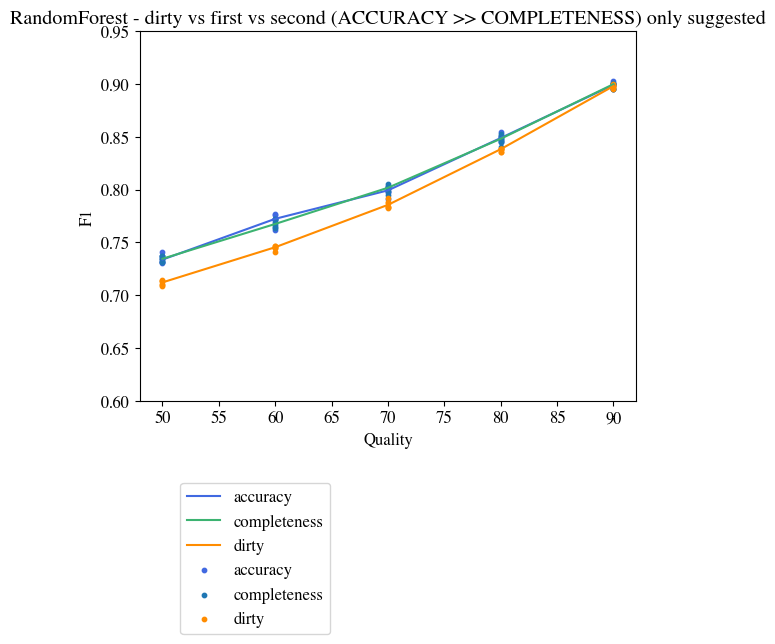 RandomForest - dirty vs first vs second (ACCURACY >> COMPLETENESS) only suggested
0.95
0.90
0.85
0.80
0.75
0.70
0.65
0.60
F1
50 55 60 65 70 75 80 85 90
Quality
accuracy
completeness
dirty
accuracy
completeness
dirty